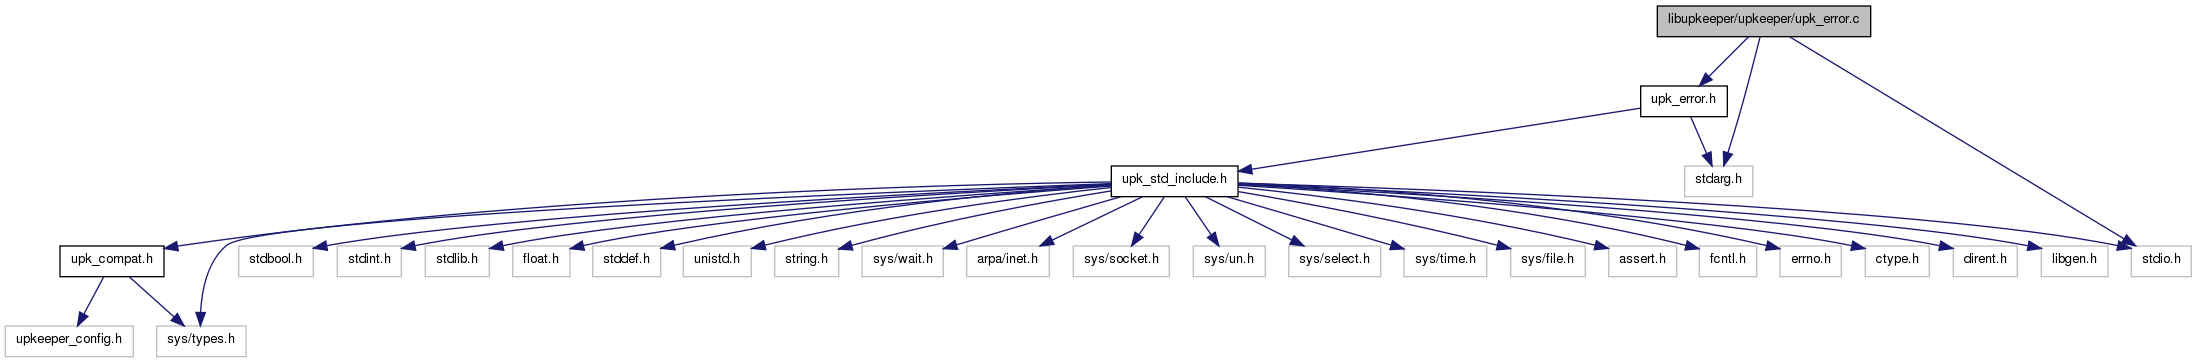 libupkeeper/upkeeper/upk_error.c
upk_error.h
upk_std_include.h
stdarg.h
upk_compat.h
stdbool.h
stdint.h
stdlib.h
float.h
stddef.h
unistd.h
string.h
sys/wait.h
arpa/inet.h
sys/socket.h
sys/un.h
sys/select.h
sys/time.h
sys/file.h
assert.h
fcntl.h
errno.h
ctype.h
dirent.h
libgen.h
stdio.h
upkeeper_config.h
sys/types.h